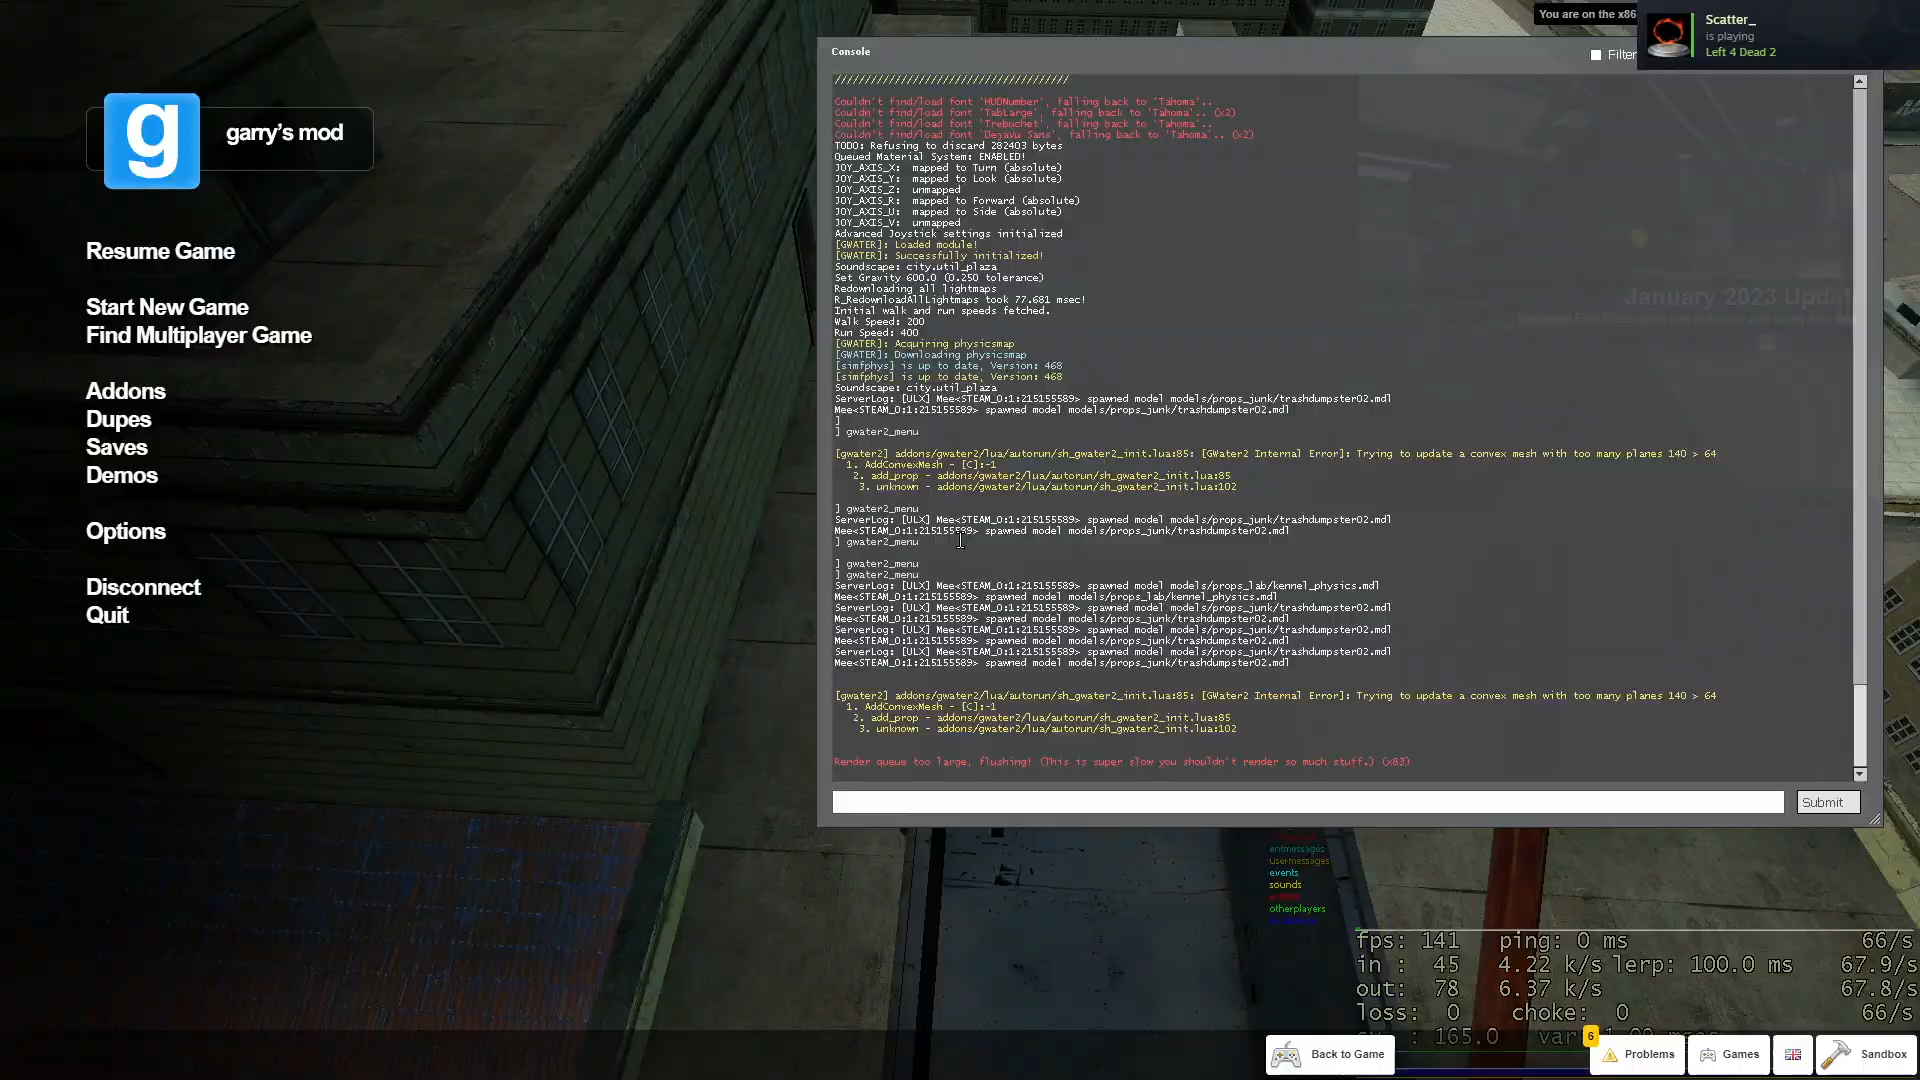 You are on the x86
Scatter_
is playing
Left 4 Dead 2
Console
Filter
g
garry's mod
Resume Game
Start New Game
Find Multiplayer Game
Addons
Dupes
Saves
Demos
Options
Disconnect
Quit
///////////////////////////////////////
Couldn't find/load font 'HUDNumber', falling back to 'Tahoma'..
Couldn't find/load font 'TabLarge', falling back to 'Tahoma'.. (x2)
Couldn't find/load font 'Trebuchet', falling back to 'Tahoma'..
Couldn't find/load font 'DejaVu Sans', falling back to 'Tahoma'.. (x2)
TODO: Refusing to discard 282403 bytes
Queued Material System: ENABLED!
JOY_AXIS_X:  mapped to Turn (absolute)
JOY_AXIS_Y:  mapped to Look (absolute)
JOY_AXIS_Z:  unmapped
JOY_AXIS_R:  mapped to Forward (absolute)
JOY_AXIS_U:  mapped to Side (absolute)
JOY_AXIS_V:  unmapped
Advanced Joystick settings initialized
[GWATER]: Loaded module!
[GWATER]: Successfully initialized!
Soundscape: city.util_plaza
Set Gravity 600.0 (0.250 tolerance)
Redownloading all lightmaps
R_RedownloadAllLightmaps took 77.681 msec!
Initial walk and run speeds fetched.
Walk Speed: 200
Run Speed: 400
[GWATER]: Acquiring physicsmap
[GWATER]: Downloading physicsmap
[simfphys] is up to date, Version: 468
[simfphys] is up to date, Version: 468
Soundscape: city.util_plaza
ServerLog: [ULX] Mee<STEAM_0:1:215155589> spawned model models/props_junk/trashdumpster02.mdl
Mee<STEAM_0:1:215155589> spawned model models/props_junk/trashdumpster02.mdl
]
] gwater2_menu
[gwater2] addons/gwater2/lua/autorun/sh_gwater2_init.lua:85: [GWater2 Internal Error]: Trying to update a convex mesh with too many planes 140 > 64
1. AddConvexMesh - [C]:-1
2. add_prop - addons/gwater2/lua/autorun/sh_gwater2_init.lua:85
3. unknown - addons/gwater2/lua/autorun/sh_gwater2_init.lua:102
] gwater2_menu
ServerLog: [ULX] Mee<STEAM_0:1:215155589> spawned model models/props_junk/trashdumpster02.mdl
Mee<STEAM_0:1:215155589> spawned model models/props_junk/trashdumpster02.mdl
] gwater2_menu
] gwater2_menu
] gwater2_menu
ServerLog: [ULX] Mee<STEAM_0:1:215155589> spawned model models/props_lab/kennel_physics.mdl
Mee<STEAM_0:1:215155589> spawned model models/props_lab/kennel_physics.mdl
ServerLog: [ULX] Mee<STEAM_0:1:215155589> spawned model models/props_junk/trashdumpster02.mdl
Mee<STEAM_0:1:215155589> spawned model models/props_junk/trashdumpster02.mdl
ServerLog: [ULX] Mee<STEAM_0:1:215155589> spawned model models/props_junk/trashdumpster02.mdl
Mee<STEAM_0:1:215155589> spawned model models/props_junk/trashdumpster02.mdl
ServerLog: [ULX] Mee<STEAM_0:1:215155589> spawned model models/props_junk/trashdumpster02.mdl
Mee<STEAM_0:1:215155589> spawned model models/props_junk/trashdumpster02.mdl
[gwater2] addons/gwater2/lua/autorun/sh_gwater2_init.lua:85: [GWater2 Internal Error]: Trying to update a convex mesh with too many planes 140 > 64
1. AddConvexMesh - [C]:-1
2. add_prop - addons/gwater2/lua/autorun/sh_gwater2_init.lua:85
3. unknown - addons/gwater2/lua/autorun/sh_gwater2_init.lua:102
Render queue too large, flushing! (This is super slow you shouldn't render so much stuff.) (x83)
January 2023
Submit
entmessages
usermessages
events
sounds
otherplayers
fps: 141 ping: 0 ms 66/s
in : 45 4.22 k/s lerp: 100.0 ms 67.9/s
out: 78 6.37 k/s 67.8/s
loss: 0 choke: 0 66/s
: 165.0 var
Back to Game
6
Problems
Games
Sandbox